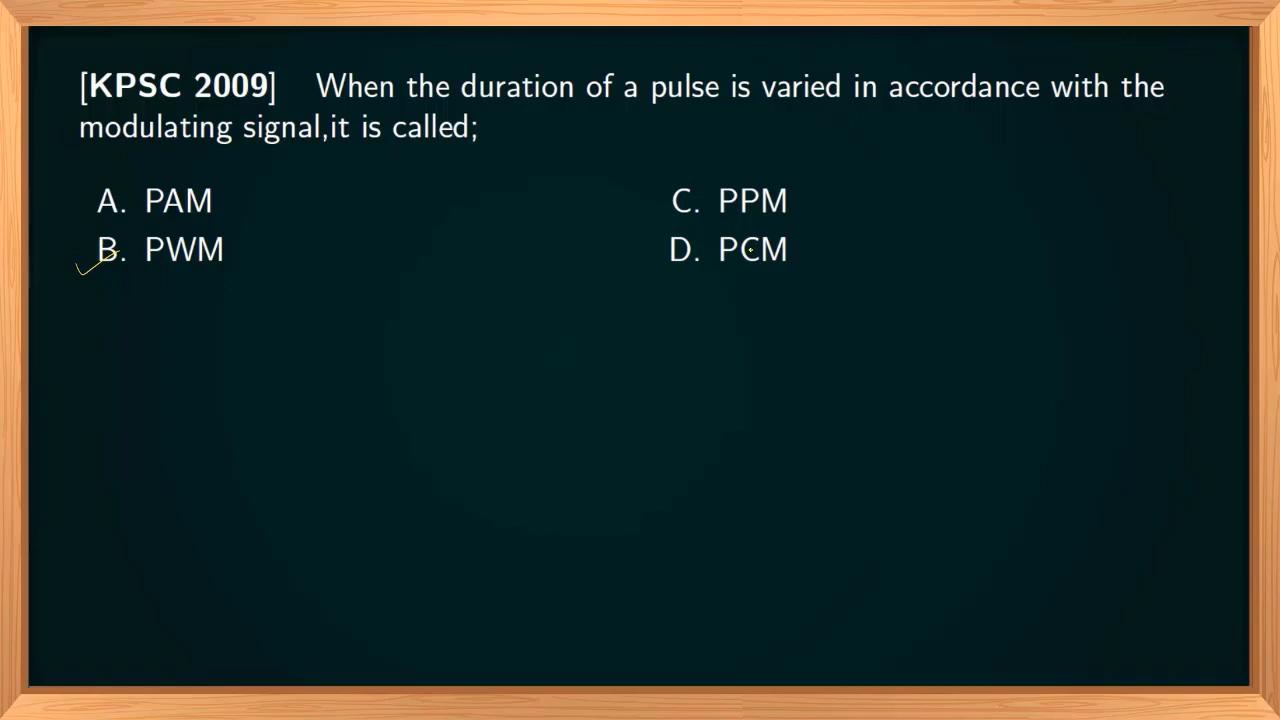 [KPSC 2009] When the duration of a pulse is varied in accordance with the
modulating signal,it is called;
A. PAM
B. PWM
C. PPM
D. PCM